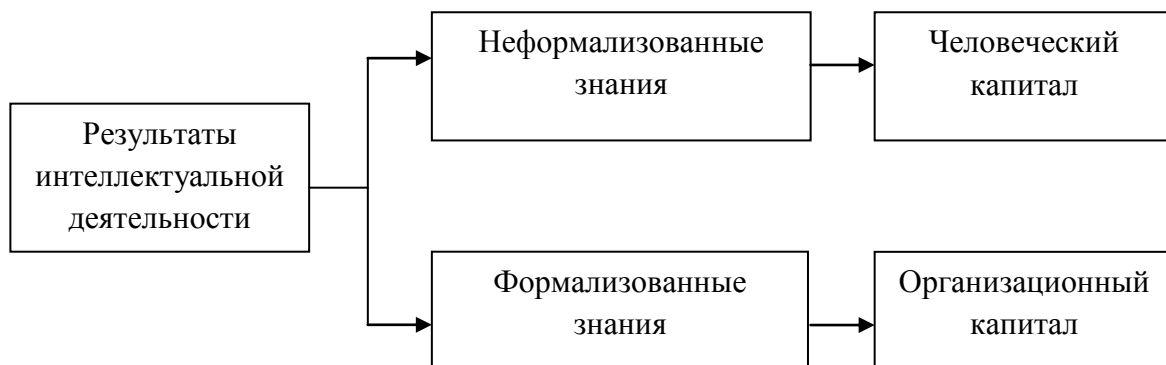 Неформализованные
знания
Человеческий
капитал
Результаты
интеллектуальной
деятельности
Формализованные
знания
Организационный
капитал